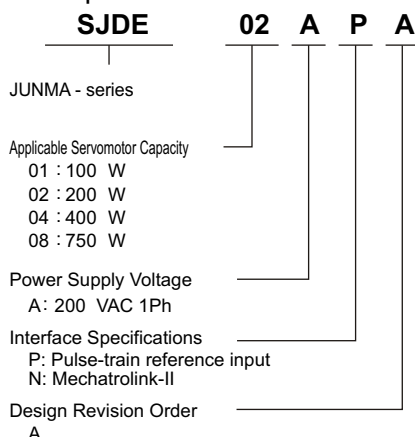 SJDE 02 A P A
JUNMA - series
Applicable Servomotor Capacity
01 : 100 W
02 : 200 W
04 : 400 W
08 : 750 W
Power Supply Voltage
A: 200 VAC 1Ph
Interface Specifications
P: Pulse-train reference input
N: Mechatrolink-II
Design Revision Order
A